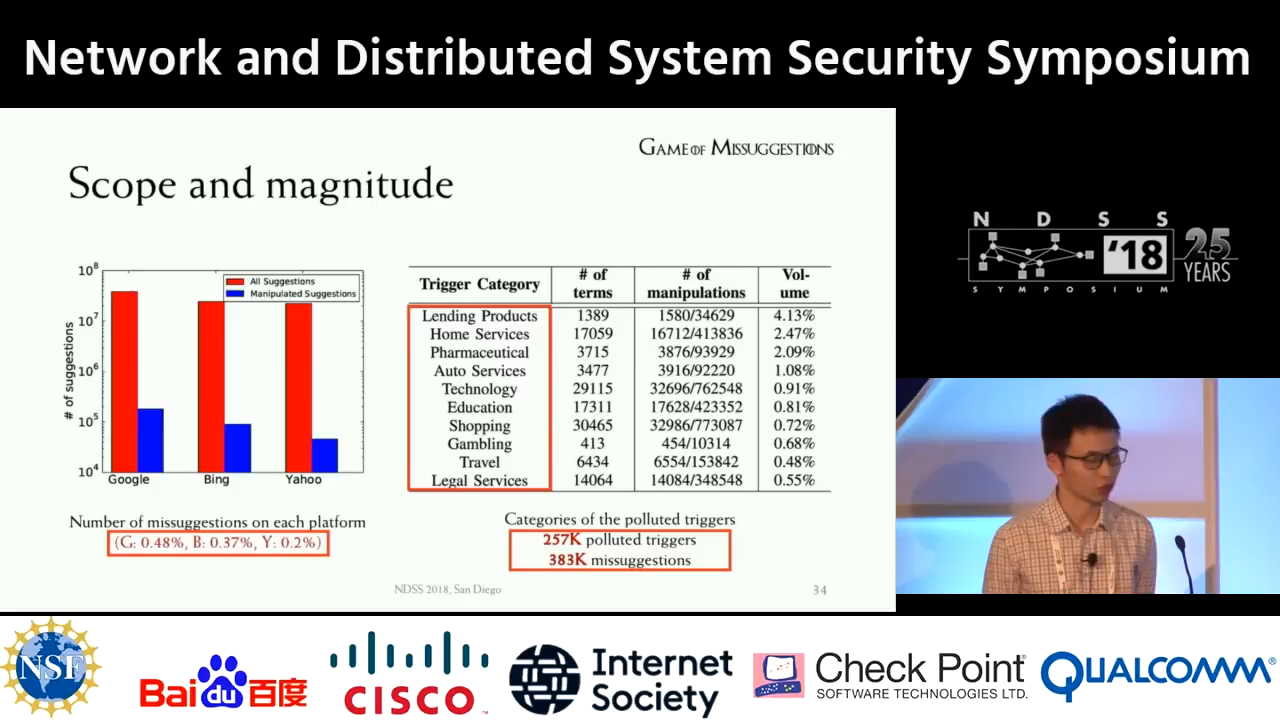 Network and Distributed System Security Symposium
GAME OF MISSUGGESTIONS
Scope and magnitude
10^8
10^7
10^6
10^5
10^4
# of suggestions
All Suggestions
Manipulated Suggestions
Google Bing Yahoo
Number of missuggestions on each platform
(G: 0.48%, B: 0.37%, Y: 0.2%)
Trigger Category # of terms # of manipulations Vol-ume
Lending Products 1389 1580/34629 4.13%
Home Services 17059 16712/413836 2.47%
Pharmaceutical 3715 3876/93929 2.09%
Auto Services 3477 3916/92220 1.08%
Technology 29115 32696/762548 0.91%
Education 17311 17628/423352 0.81%
Shopping 30465 32986/773087 0.72%
Gambling 413 454/10314 0.68%
Travel 6434 6554/153842 0.48%
Legal Services 14064 14084/348548 0.55%
Categories of the polluted triggers
257K polluted triggers
383K missuggestions
NDSS 2018, San Diego
34
N D S S
'18
25 YEARS
S Y M P O S I U M
NSF
Bai du 百度
CISCO
Internet
Society
Check Point
SOFTWARE TECHNOLOGIES LTD.
QUALCOMM®